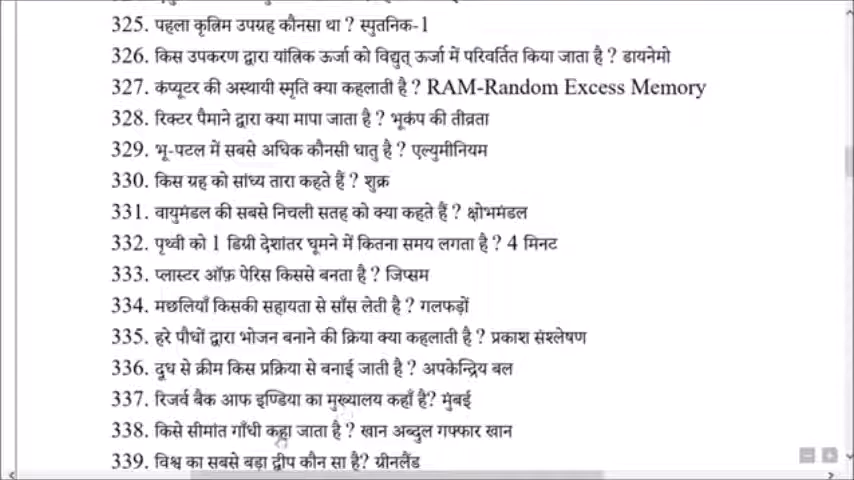 325. पहला कृत्रिम उपग्रह कौनसा था ? स्पुतनिक-1
326. किस उपकरण द्वारा यांत्रिक ऊर्जा को विद्युत् ऊर्जा में परिवर्तित किया जाता है ? डायनेमो
327. कंप्यूटर की अस्थायी स्मृति क्या कहलाती है ? RAM-Random Excess Memory
328. रिक्टर पैमाने द्वारा क्या मापा जाता है ? भूकंप की तीव्रता
329. भू-पटल में सबसे अधिक कौनसी धातु है ? एल्युमीनियम
330. किस ग्रह को सांध्य तारा कहते हैं ? शुक्र
331. वायुमंडल की सबसे निचली सतह को क्या कहते हैं ? क्षोभमंडल
332. पृथ्वी को 1 डिग्री देशांतर घूमने में कितना समय लगता है ? 4 मिनट
333. प्लास्टर ऑफ़ पेरिस किससे बनता है ? जिप्सम
334. मछलियाँ किसकी सहायता से साँस लेती है ? गलफड़ों
335. हरे पौधों द्वारा भोजन बनाने की क्रिया क्या कहलाती है ? प्रकाश संश्लेषण
336. दूध से क्रीम किस प्रक्रिया से बनाई जाती है ? अपकेन्द्रिय बल
337. रिजर्व बैक आफ इण्डिया का मुख्यालय कहाँ है? मुंबई
338. किसे सीमांत गाँधी कहा जाता है ? खान अब्दुल गफ्फार खान
339. विश्व का सबसे बड़ा द्वीप कौन सा है? ग्रीनलैंड